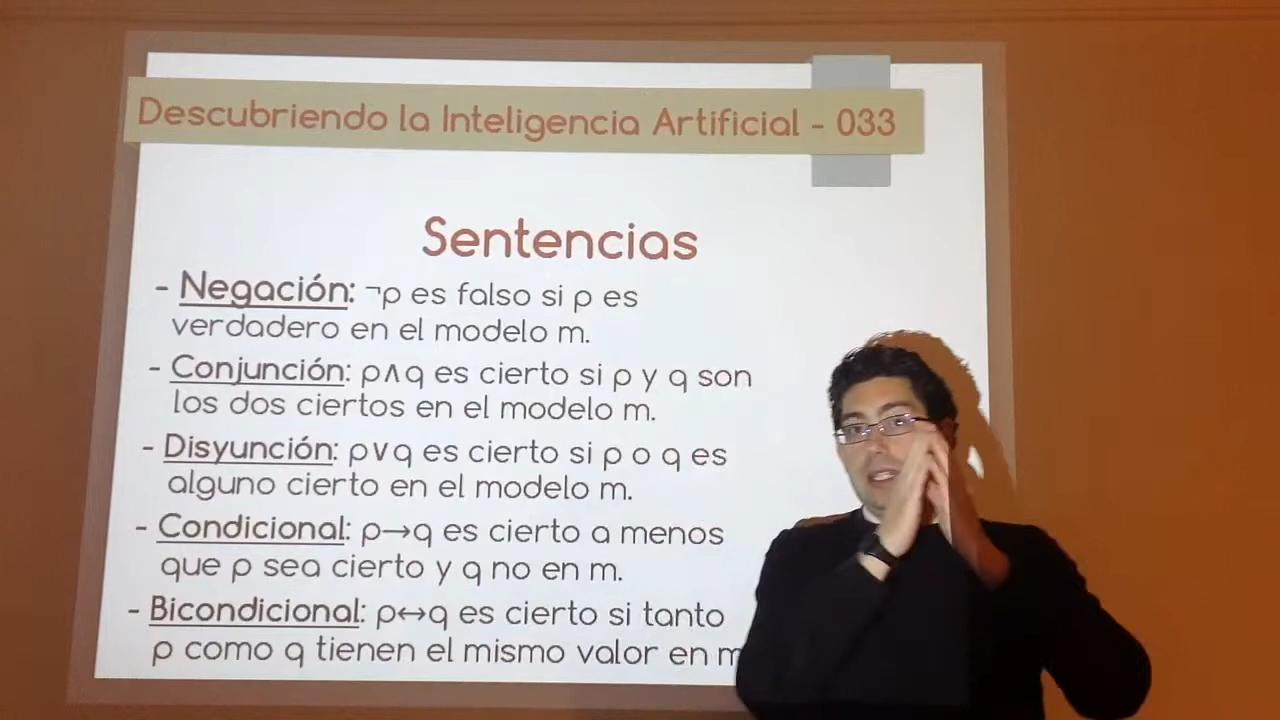 Descubriendo la Inteligencia Artificial - 033
Sentencias
- Negación: ¬p es falso si p es
verdadero en el modelo m.
- Conjunción: p∧q es cierto si p y q son
los dos ciertos en el modelo m.
- Disyunción: p∨q es cierto si p o q es
alguno cierto en el modelo m.
- Condicional: p→q es cierto a menos
que p sea cierto y q no en m.
- Bicondicional: p↔q es cierto si tanto
p como q tienen el mismo valor en m